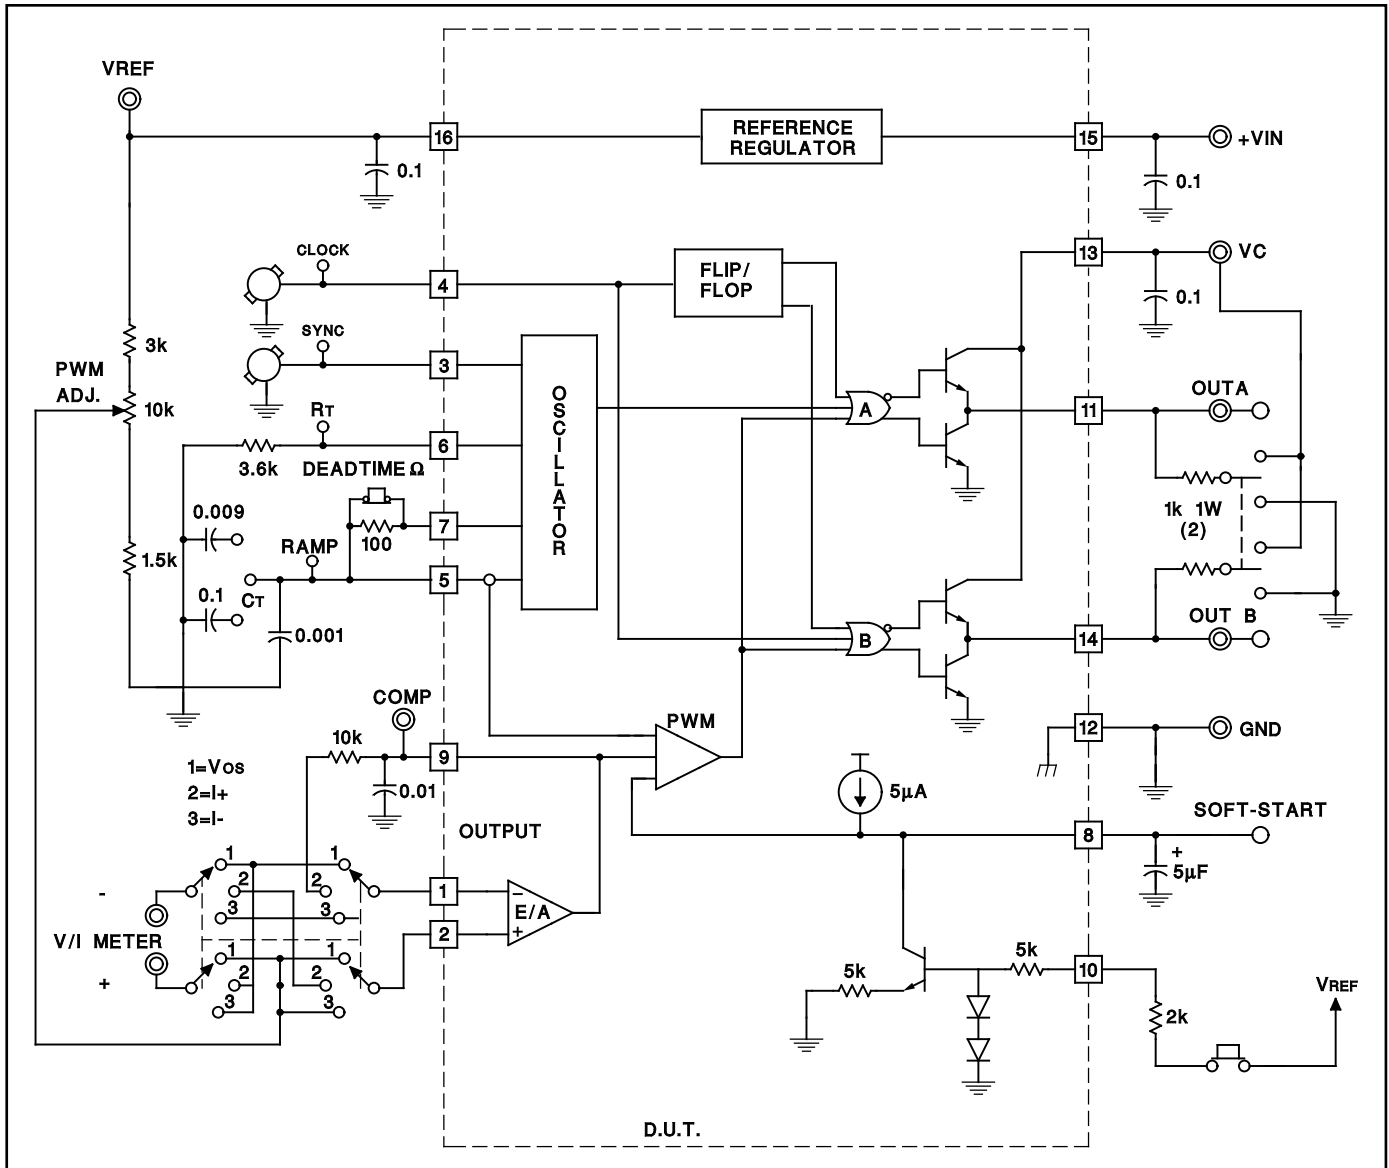 VREF
16
REFERENCE
REGULATOR
15
+VIN
0.1
0.1
CLOCK
4
FLIP/
FLOP
13
VC
0.1
SYNC
3
3k
PWM
ADJ.
10k
OSCILLATOR
A
11
OUTA
RT
6
3.6k
DEADTIME Ω
7
100
0.009
1k 1W
(2)
RAMP
1.5k
5
CT
0.1
0.001
B
14
OUT B
COMP
10k
9
PWM
12
GND
0.01
1=VOS
2=I+
3=I-
5µA
OUTPUT
SOFT-START
8
+
5µF
1
1
2
2
3
3
-
1
−
E/A
+
2
V/I METER
+
1
1
2
2
3
3
5k
5k
10
VREF
2k
D.U.T.